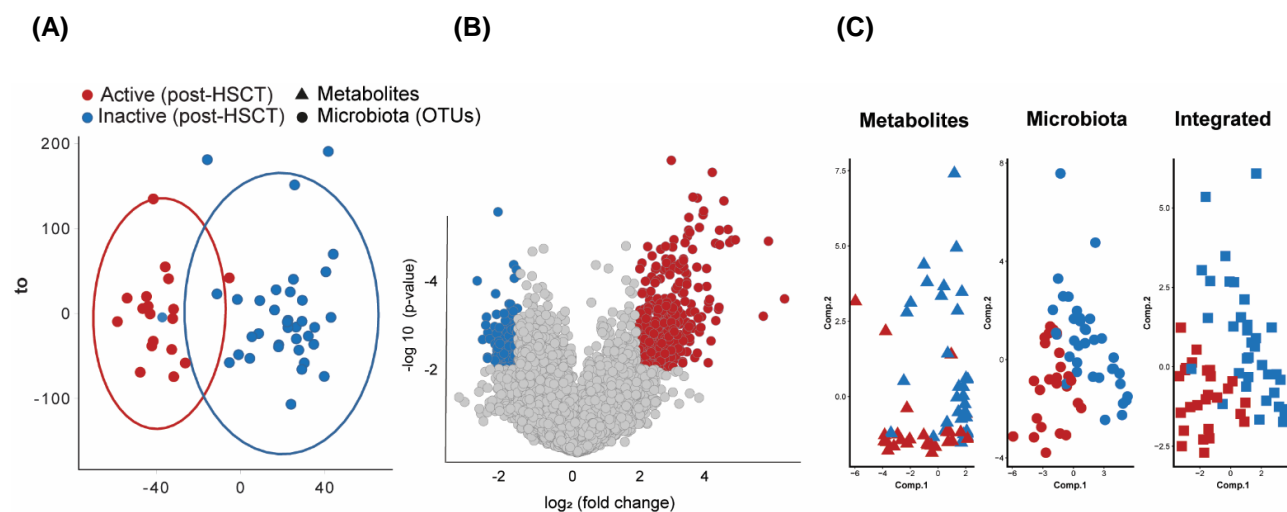 (A)
(B)
(C)
Active (post-HSCT)
Metabolites
Inactive (post-HSCT)
Microbiota (OTUs)
200
100
0
-100
to
-40
0
40
-4
-2
-log 10 (p-value)
-2
0
2
4
log₂ (fold change)
Metabolites
Microbiota
Integrated
7.5
5.0
2.5
0.0
Comp.2
−6
−4
−2
0
2
Comp.1
8
4
0
−4
Comp.2
−6
−3
0
3
Comp.1
5.0
2.5
0.0
−2.5
Comp.2
−2
0
2
Comp.1